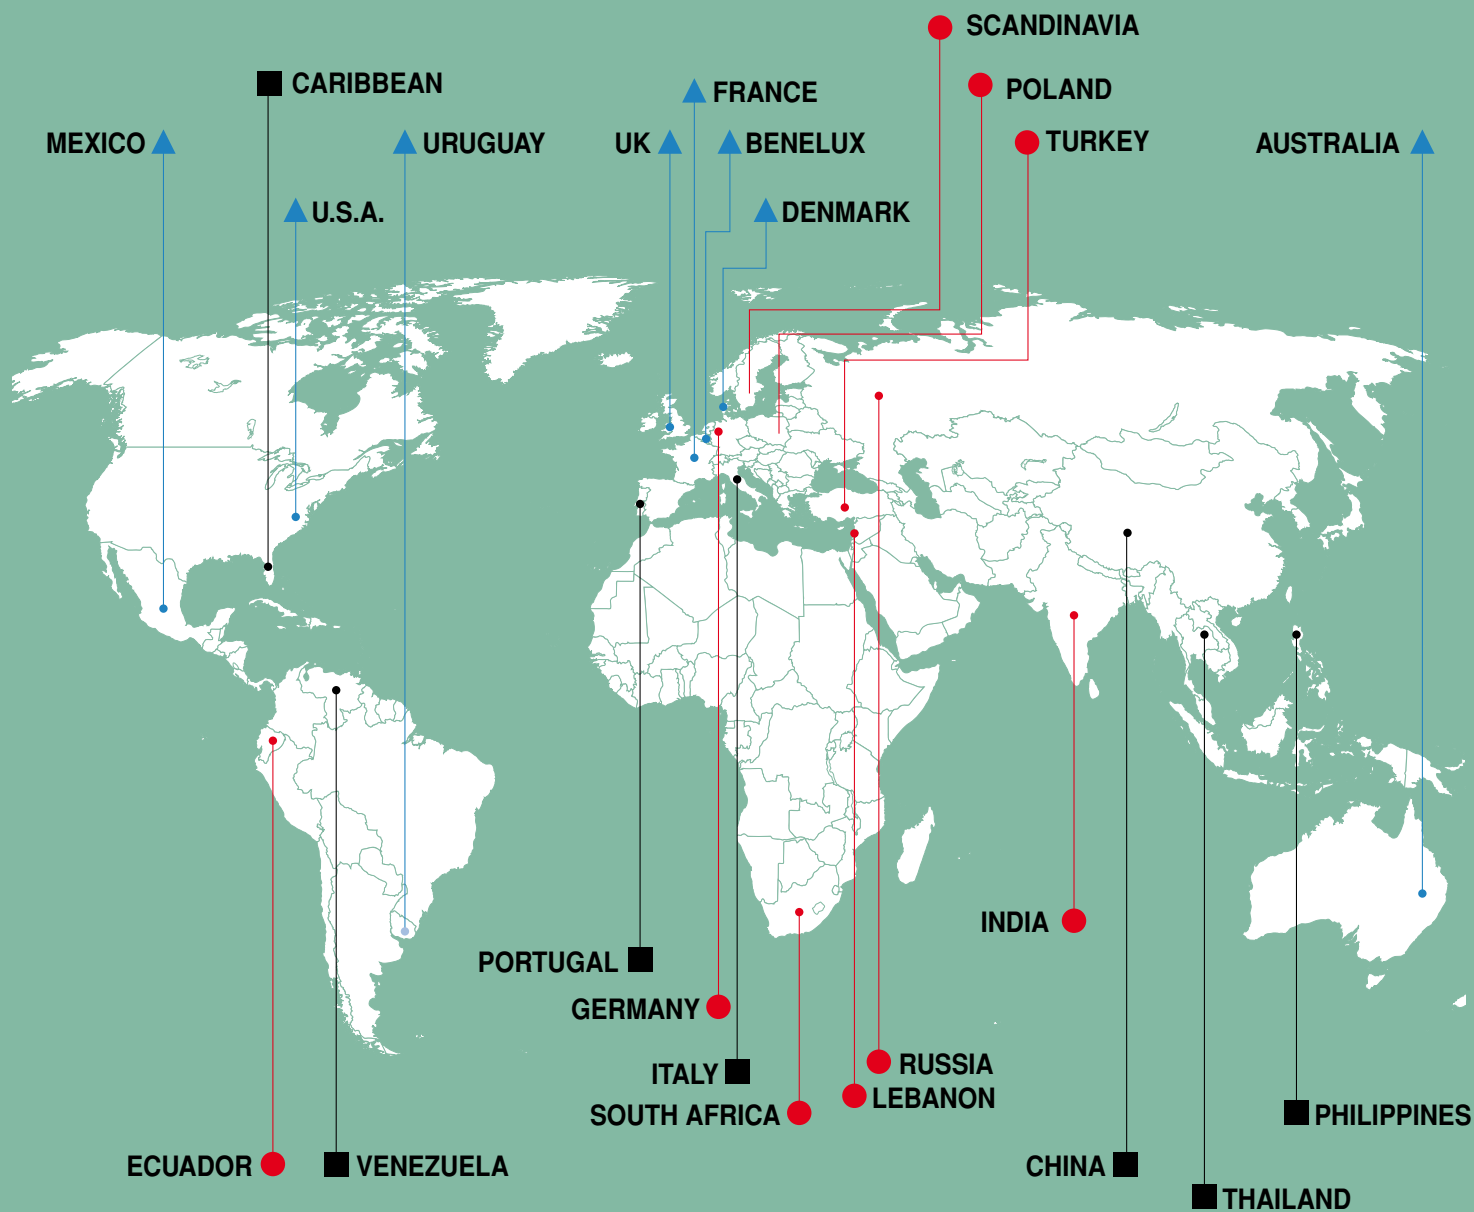 SCANDINAVIA
CARIBBEAN
FRANCE
POLAND
MEXICO
URUGUAY
UK
BENELUX
TURKEY
AUSTRALIA
U.S.A.
DENMARK
INDIA
PORTUGAL
GERMANY
ITALY
RUSSIA
LEBANON
SOUTH AFRICA
PHILIPPINES
ECUADOR
VENEZUELA
CHINA
THAILAND